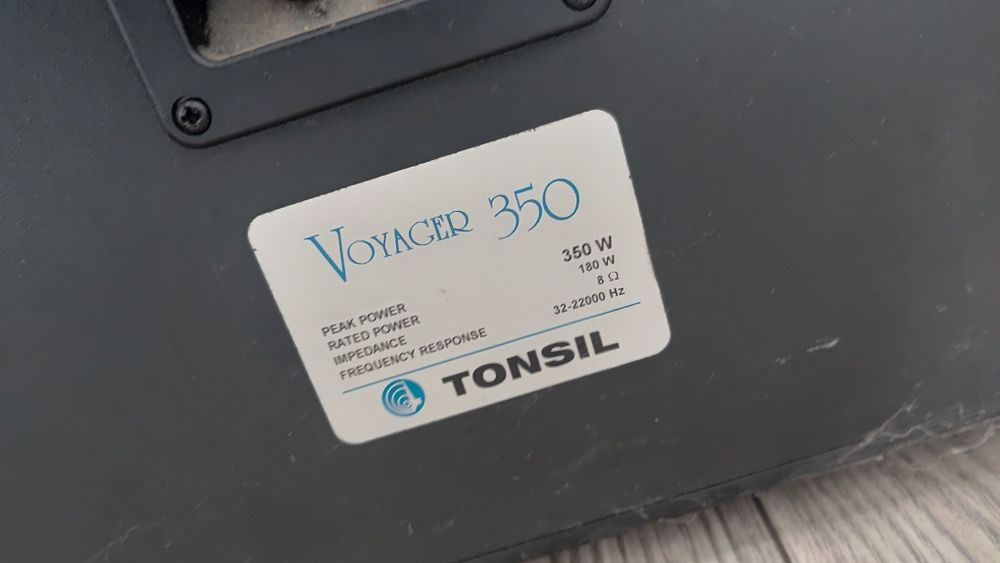 VOYAGER 350
PEAK POWER 350 W
RATED POWER 180 W
IMPEDANCE 8 Ω
FREQUENCY RESPONSE 32-22000 Hz
TONSIL